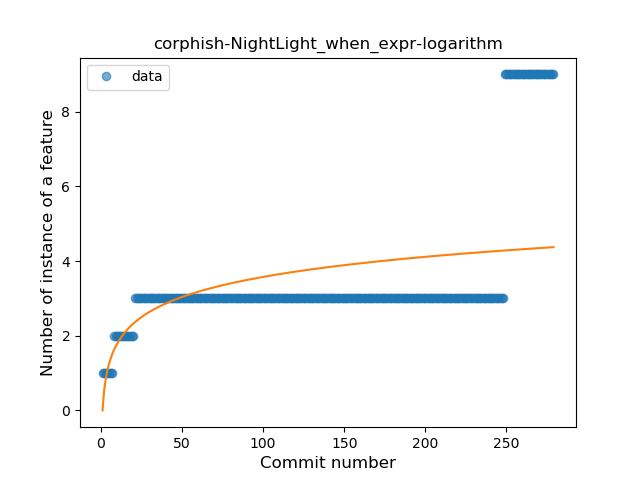 corphish-NightLight_when_expr-logarithm
data
Number of instance of a feature
8
6
4
2
0
0 50 100 150 200 250
Commit number